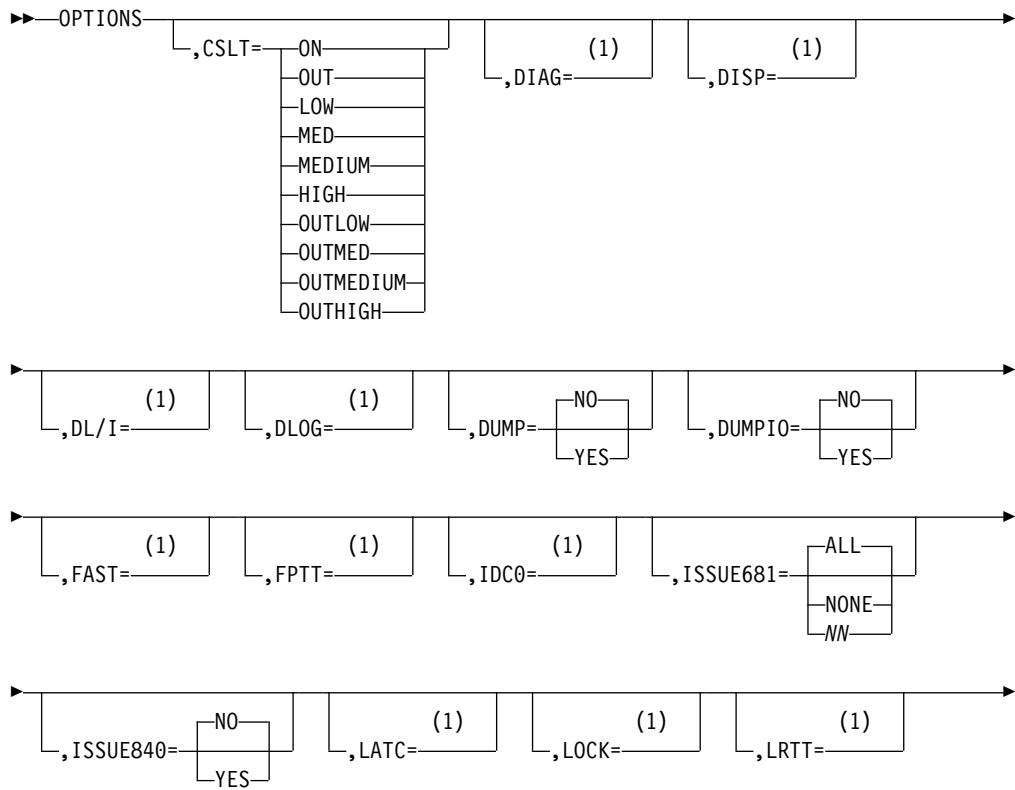 OPTIONS
,CSLT= ON
OUT
LOW
MED
MEDIUM
HIGH
OUTLOW
OUTMED
OUTMEDIUM
OUTHIGH
(1)
,DIAG=
(1)
,DISP=
(1)
,DL/I=
(1)
,DLOG=
NO
,DUMP=
YES
NO
,DUMPIO=
YES
(1)
,FAST=
(1)
,FPTT=
(1)
,IDC0=
ALL
,ISSUE681=
NONE
NN
NO
,ISSUE840=
YES
(1)
,LATC=
(1)
,LOCK=
(1)
,LRTT=